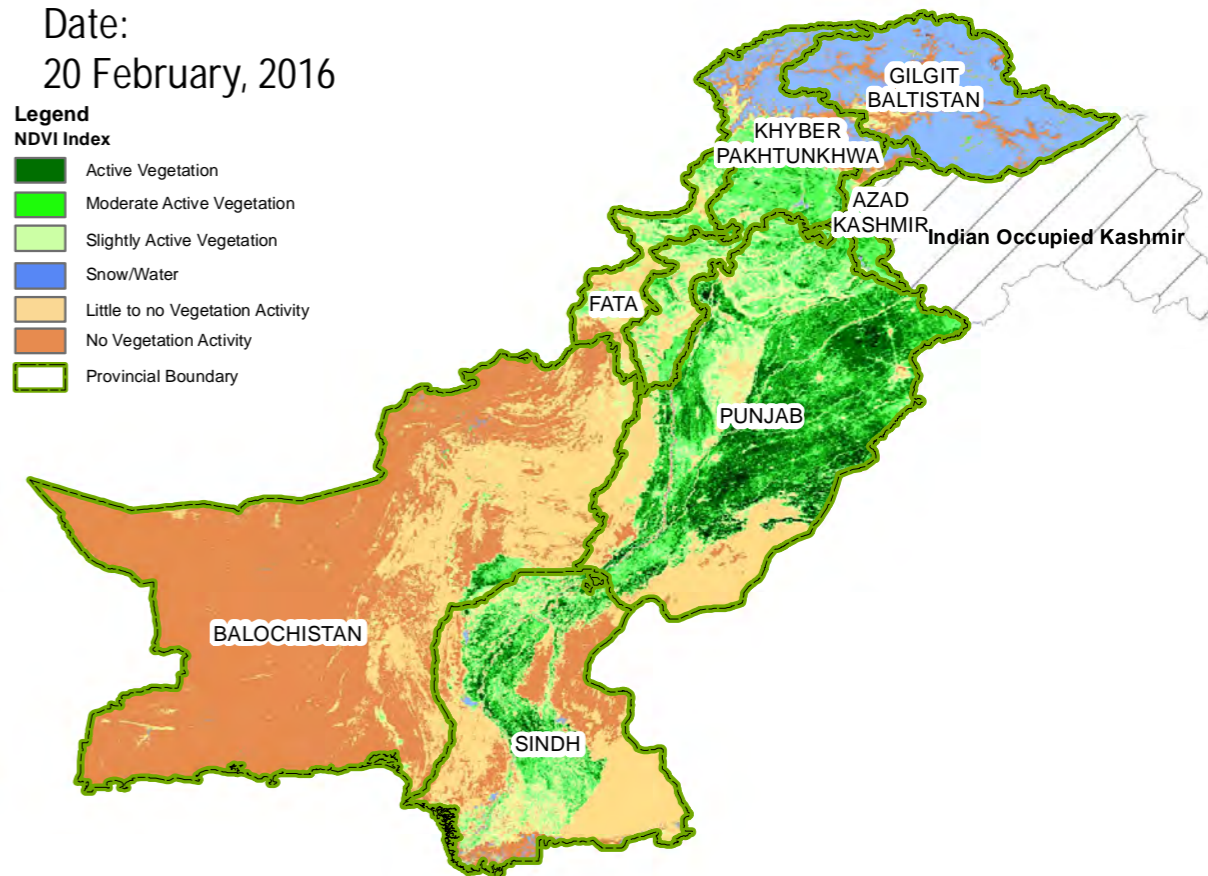 Date:
20 February, 2016
Legend
NDVI Index
Active Vegetation
Moderate Active Vegetation
Slightly Active Vegetation
Snow/Water
Little to no Vegetation Activity
No Vegetation Activity
Provincial Boundary
GILGIT
BALTISTAN
KHYBER
PAKHTUNKHWA
AZAD
KASHMIR
Indian Occupied Kashmir
FATA
PUNJAB
BALOCHISTAN
SINDH